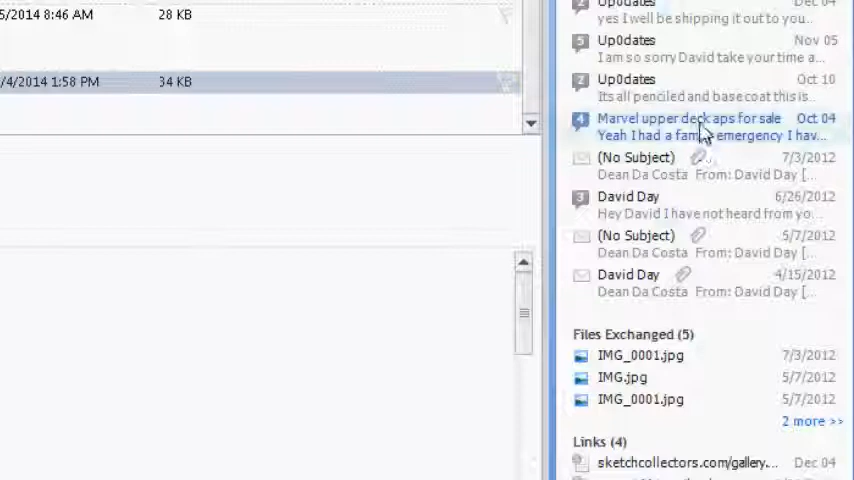 5/2014 8:46 AM 28 KB
/4/2014 1:58 PM 34 KB
2 Up0dates Dec 04
yes I well be shipping it out to you..
5 Up0dates Nov 05
I am so sorry David take your time a...
2 Up0dates Oct 10
Its all penciled and base coat this is..
4 Marvel upper deck aps for sale Oct 04
Yeah I had a family emergency I hav...
(No Subject) 7/3/2012
Dean Da Costa From: David Day [...
3 David Day 6/26/2012
Hey David I have not heard from yo...
(No Subject) 5/7/2012
Dean Da Costa From: David Day [...
David Day 4/15/2012
Dean Da Costa From: David Day [...
Files Exchanged (5)
IMG_0001.jpg 7/3/2012
IMG.jpg 5/7/2012
IMG_0001.jpg 5/7/2012
2 more >>
Links (4)
sketchcollectors.com/gallery... Dec 04